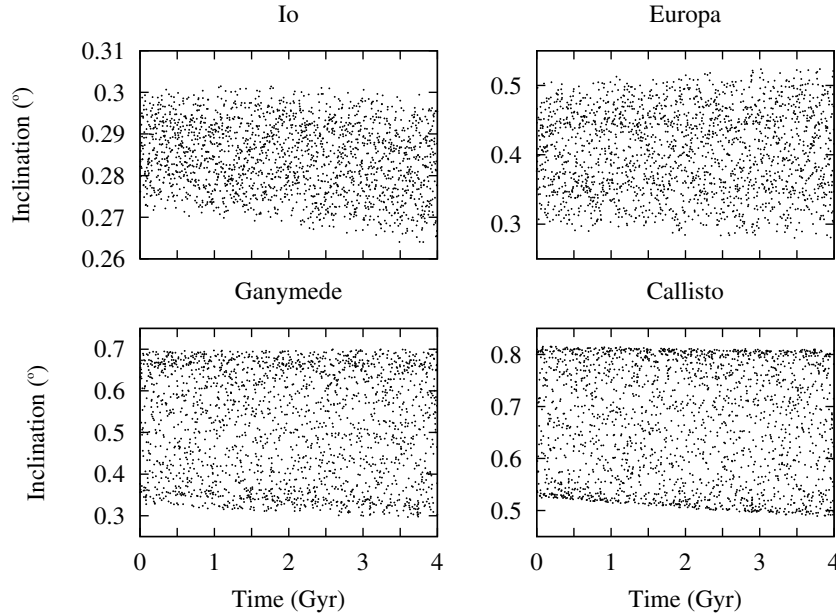 Io
Europa
Inclination (°)
0.31
0.3
0.29
0.28
0.27
0.26
0.5
0.4
0.3
Ganymede
Callisto
Inclination (°)
0.7
0.6
0.5
0.4
0.3
0.8
0.7
0.6
0.5
0 1 2 3 4
0 1 2 3 4
Time (Gyr)
Time (Gyr)